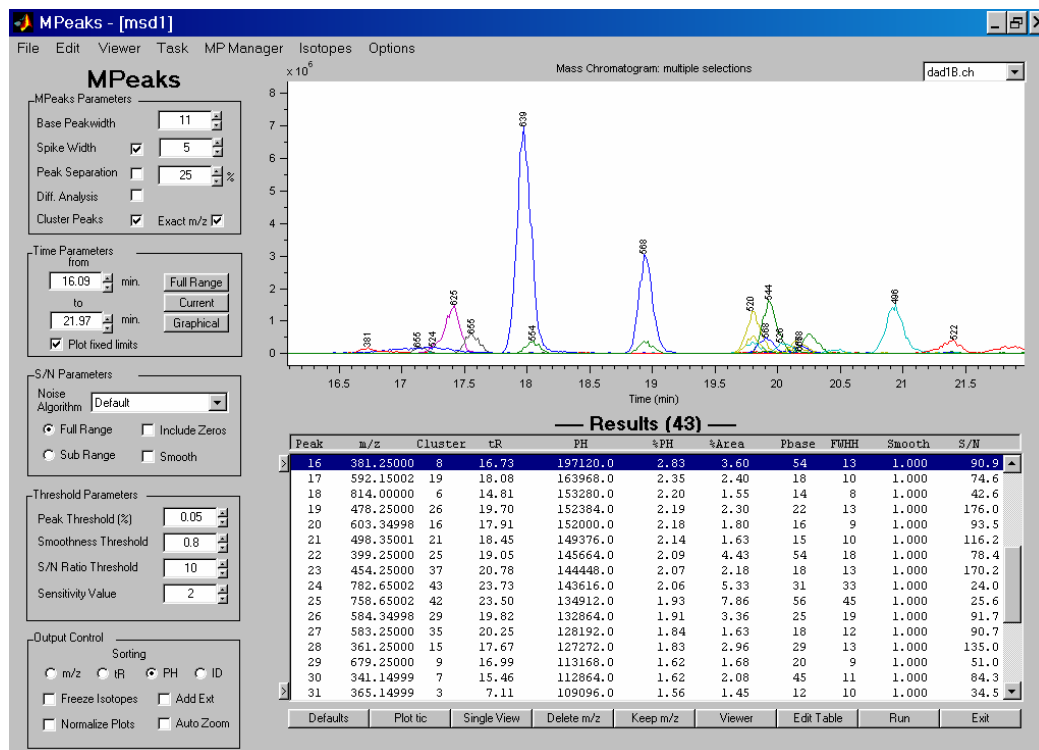 MPeaks - [msd1]
File Edit Viewer Task MP Manager Isotopes Options
MPeaks
MPeaks Parameters
Base Peakwidth 11
Spike Width 5
Peak Separation 25 %
Diff. Analysis
Cluster Peaks Exact m/z
Time Parameters
from
16.09 min. Full Range
to Current
21.97 min. Graphical
Plot fixed limits
S/N Parameters
Noise Algorithm Default
Full Range Include Zeros
Sub Range Smooth
Threshold Parameters
Peak Threshold (%) 0.05
Smoothness Threshold 0.8
S/N Ratio Threshold 10
Sensitivity Value 2
Output Control
Sorting
m/z tR PH ID
Freeze Isotopes Add Ext
Normalize Plots Auto Zoom
x 10^6 Mass Chromatogram: multiple selections dad1B.ch
8
7
6
5
4
3
2
1
0
381 655 524 625 655 639 554 568 520 544 568 526 496 522
16.5 17 17.5 18 18.5 19 19.5 20 20.5 21 21.5
Time (min)
Results (43)
Peak m/z Cluster tR PH %PH %Area Pbase FWHH Smooth S/N
16 381.25000 8 16.73 197120.0 2.83 3.60 54 13 1.000 90.9
17 592.15002 19 18.08 163968.0 2.35 2.40 18 10 1.000 74.6
18 814.00000 6 14.81 153280.0 2.20 1.55 14 8 1.000 42.6
19 478.25000 26 19.70 152384.0 2.19 2.30 22 13 1.000 176.0
20 603.34998 16 17.91 152000.0 2.18 1.80 16 9 1.000 93.5
21 498.35001 21 18.45 149376.0 2.14 1.63 15 10 1.000 116.2
22 399.25000 25 19.05 145664.0 2.09 4.43 54 18 1.000 78.4
23 454.25000 37 20.78 144448.0 2.07 2.18 18 13 1.000 170.2
24 782.65002 43 23.73 143616.0 2.06 5.33 31 33 1.000 24.0
25 758.65002 42 23.50 134912.0 1.93 7.86 56 45 1.000 25.6
26 584.34998 29 19.82 132864.0 1.91 3.36 25 19 1.000 91.7
27 583.25000 35 20.25 128192.0 1.84 1.63 18 12 1.000 90.7
28 361.25000 15 17.67 127272.0 1.83 2.96 29 13 1.000 135.0
29 679.25000 9 16.99 113168.0 1.62 1.68 20 9 1.000 51.0
30 341.14999 7 15.46 112864.0 1.62 2.08 45 11 1.000 84.3
31 365.14999 3 7.11 109096.0 1.56 1.45 12 10 1.000 34.5
Defaults Plot tic Single View Delete m/z Keep m/z Viewer Edit Table Run Exit